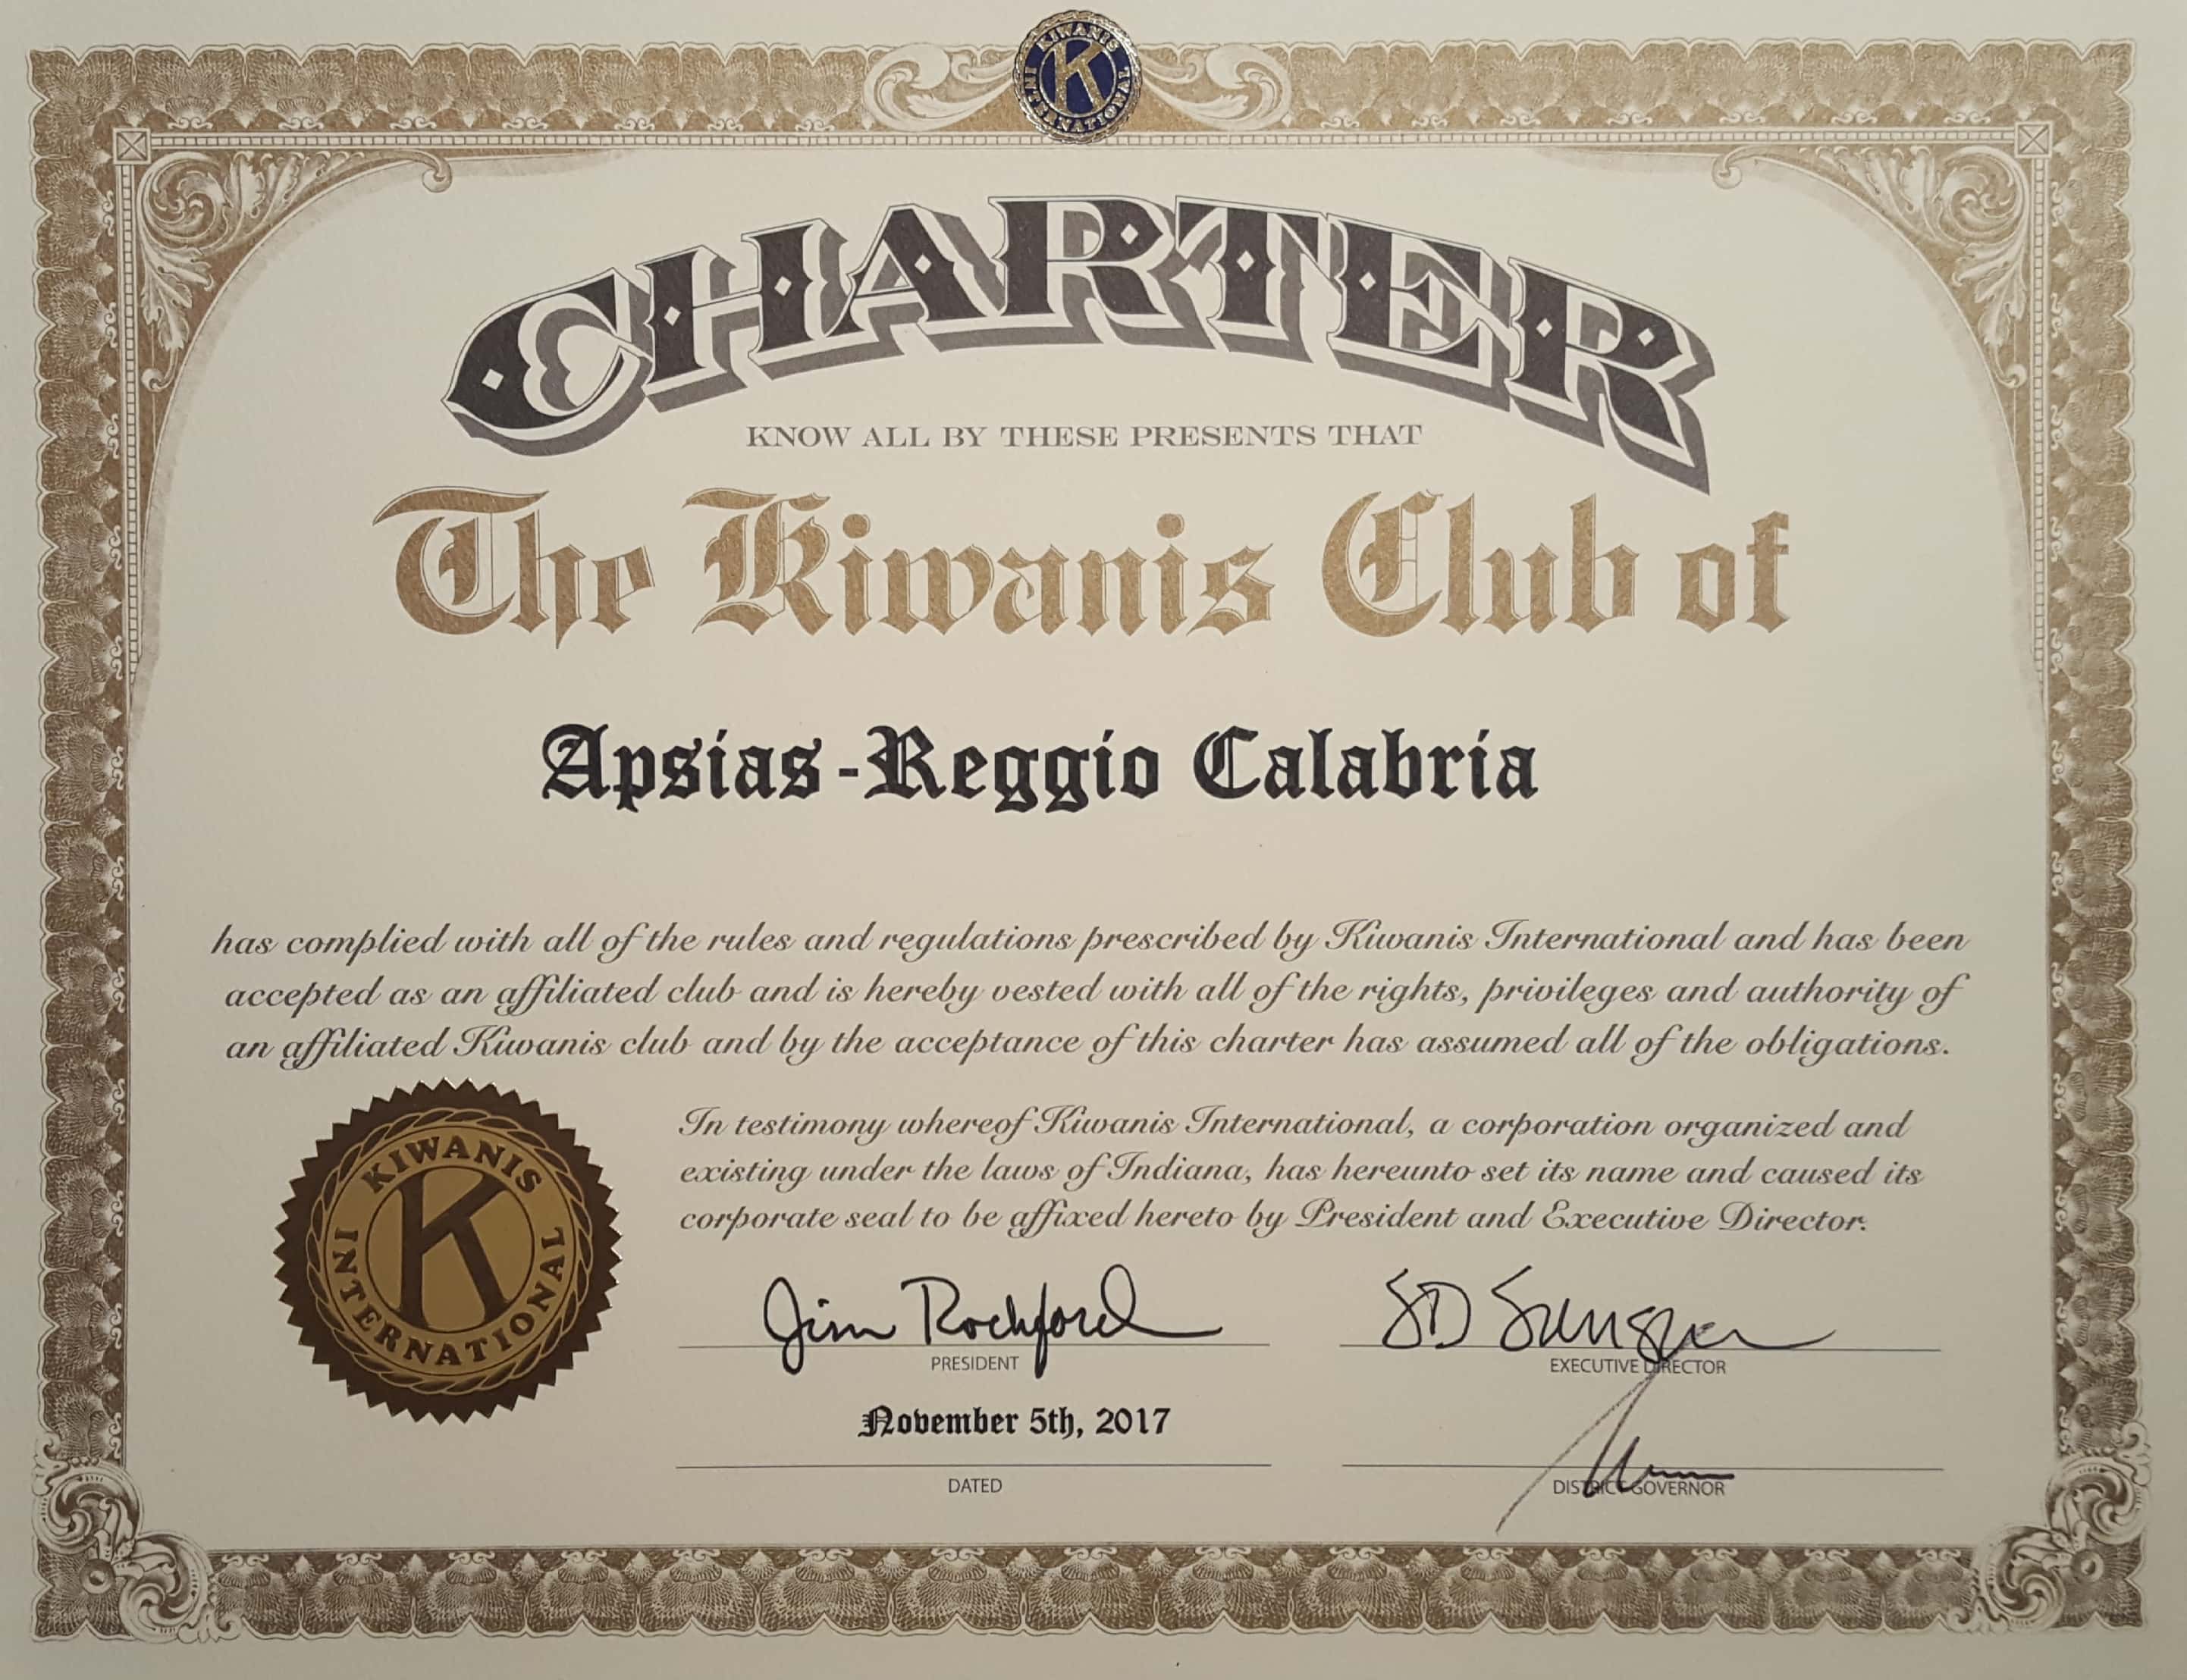 KIWANIS
K
INTERNATIONAL
CHARTER
KNOW ALL BY THESE PRESENTS THAT
The Kiwanis Club of
Apsias-Reggio Calabria
has complied with all of the rules and regulations prescribed by Kiwanis International and has been
accepted as an affiliated club and is hereby vested with all of the rights, privileges and authority of
an affiliated Kiwanis club and by the acceptance of this charter has assumed all of the obligations.
In testimony whereof Kiwanis International, a corporation organized and
existing under the laws of Indiana, has hereunto set its name and caused its
corporate seal to be affixed hereto by President and Executive Director.
KIWANIS
K
INTERNATIONAL
Jim Rochford
PRESIDENT
SD
EXECUTIVE DIRECTOR
November 5th, 2017
DATED
DISTRICT GOVERNOR